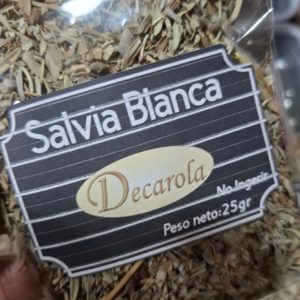 Salvia Blanca
Decarola
No Ingerir
Peso neto:25gr